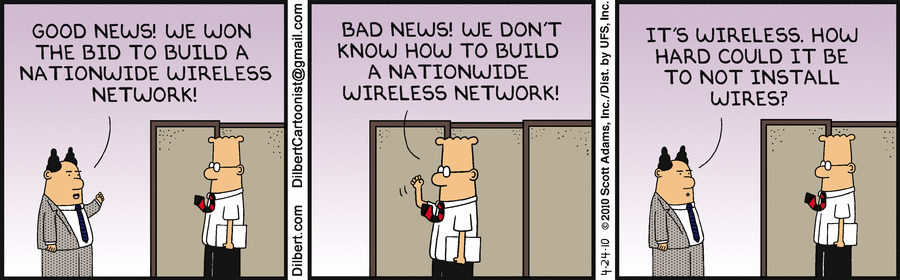 GOOD NEWS! WE WON
THE BID TO BUILD A
NATIONWIDE WIRELESS
NETWORK!
Dilbert.com DilbertCartoonist@gmail.com
BAD NEWS! WE DON'T
KNOW HOW TO BUILD
A NATIONWIDE
WIRELESS NETWORK!
4-24-10 © 2010 Scott Adams, Inc./Dist. by UFS, Inc.
IT'S WIRELESS. HOW
HARD COULD IT BE
TO NOT INSTALL
WIRES?